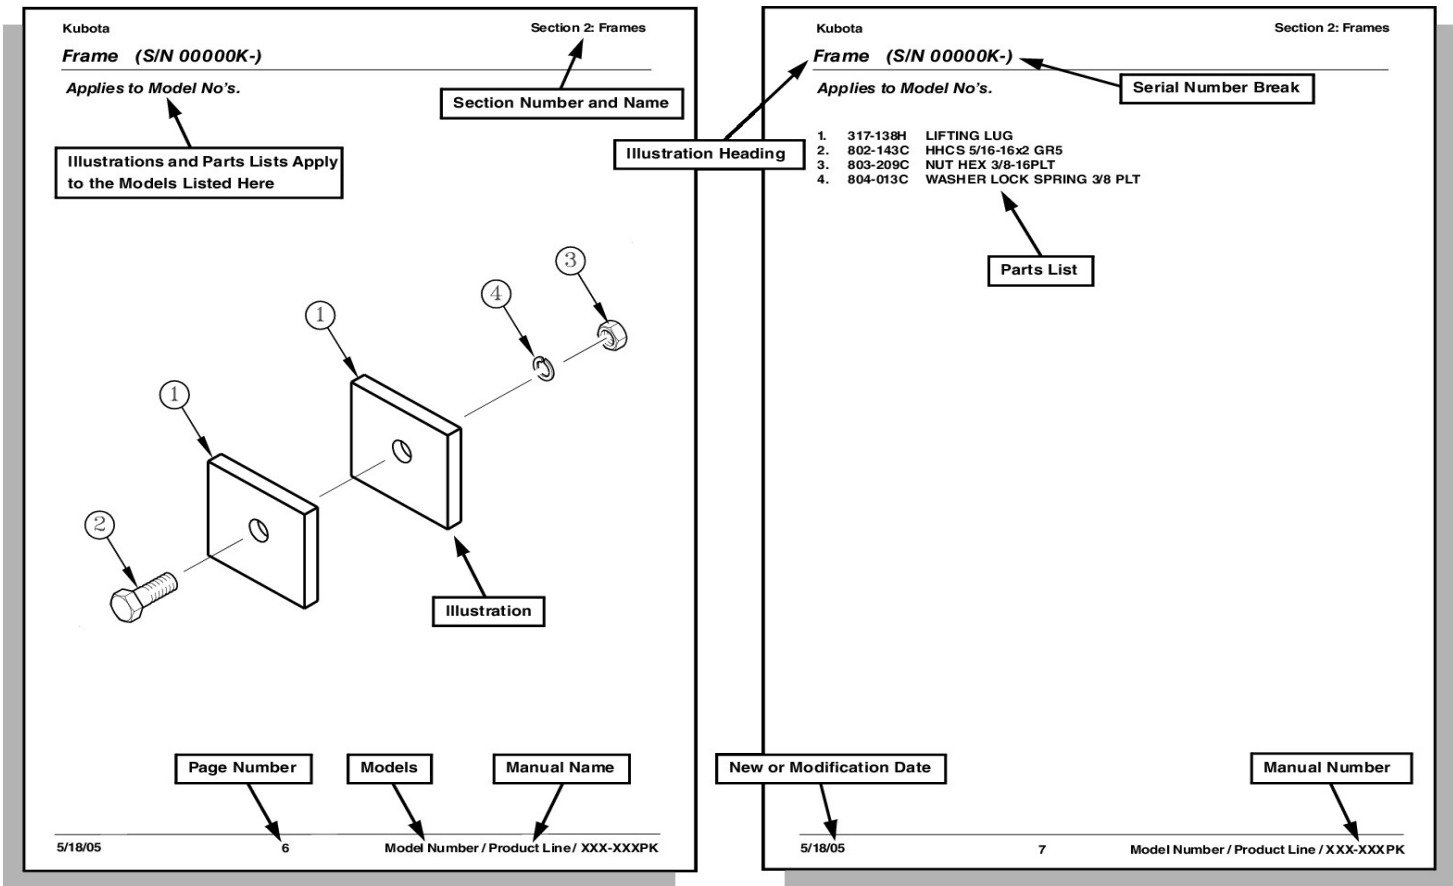 Kubota
Section 2: Frames
Frame (S/N 00000K-)
Applies to Model No's.
Section Number and Name
Illustrations and Parts Lists Apply
to the Models Listed Here
3
4
1
1
2
Illustration
Page Number
Models
Manual Name
5/18/05
6
Model Number / Product Line / XXX-XXXPK
Kubota
Section 2: Frames
Frame (S/N 00000K-)
Applies to Model No's.
Serial Number Break
Illustration Heading
1. 317-138H LIFTING LUG
2. 802-143C HHCS 5/16-16x2 GR5
3. 803-209C NUT HEX 3/8-16PLT
4. 804-013C WASHER LOCK SPRING 3/8 PLT
Parts List
New or Modification Date
Manual Number
5/18/05
7
Model Number / Product Line / XXX-XXXPK